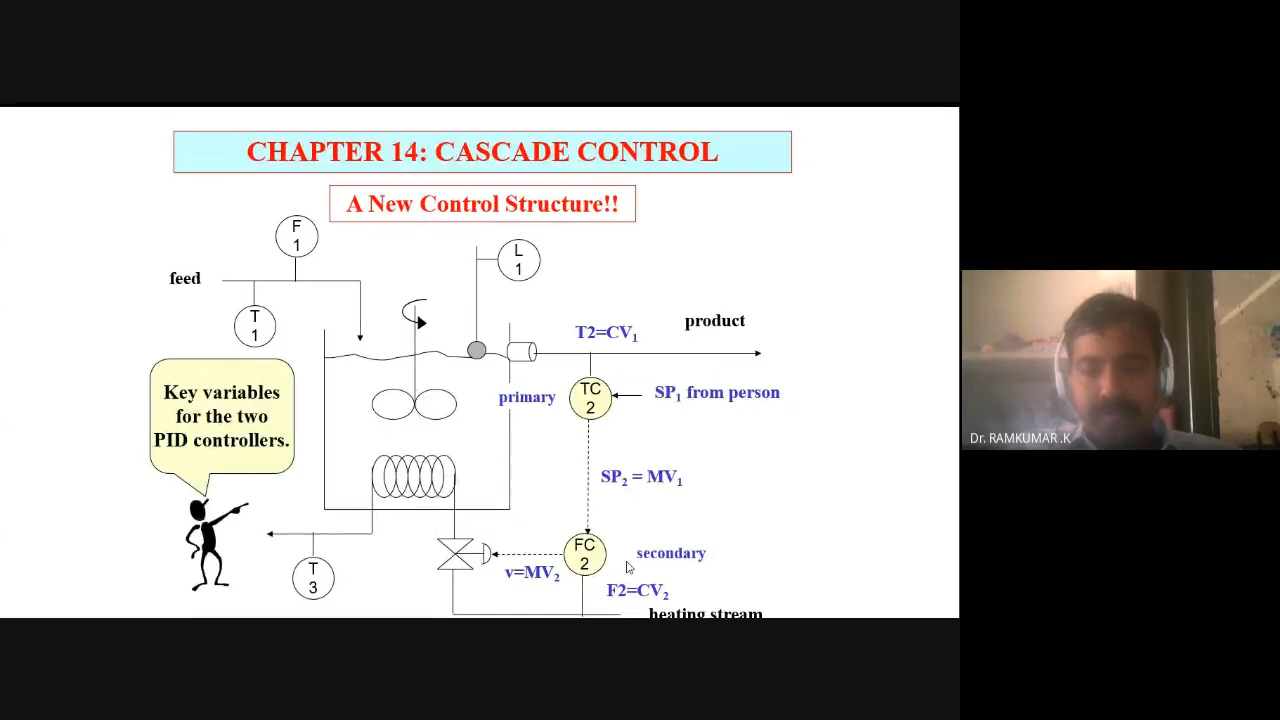 CHAPTER 14: CASCADE CONTROL
A New Control Structure!!
F
1
L
1
feed
T
1
T2=CV₁
product
Key variables
for the two
PID controllers.
primary
TC
2
SP₁ from person
SP₂ = MV₁
FC
2
secondary
v=MV₂
F2=CV₂
T
3
heating stream
Dr. RAMKUMAR .K